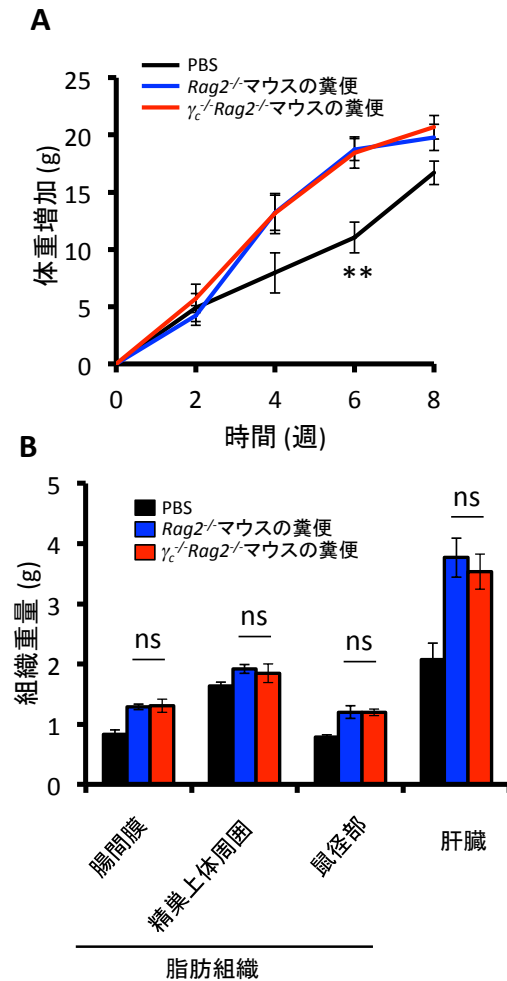 A
PBS
Rag2-/-マウスの糞便
γc-/-Rag2-/-マウスの糞便
25
20
15
10
5
0
体重増加 (g)
**
0 2 4 6 8
時間 (週)
B
5
4
3
2
1
0
組織重量 (g)
PBS
Rag2-/-マウスの糞便
γc-/-Rag2-/-マウスの糞便
ns
ns
ns
ns
腸間膜
精巣上体周囲
鼠径部
肝臓
脂肪組織